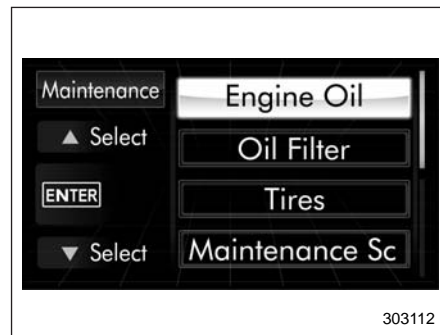 Maintenance
▲ Select
ENTER
▼ Select
Engine Oil
Oil Filter
Tires
Maintenance Sc
303112